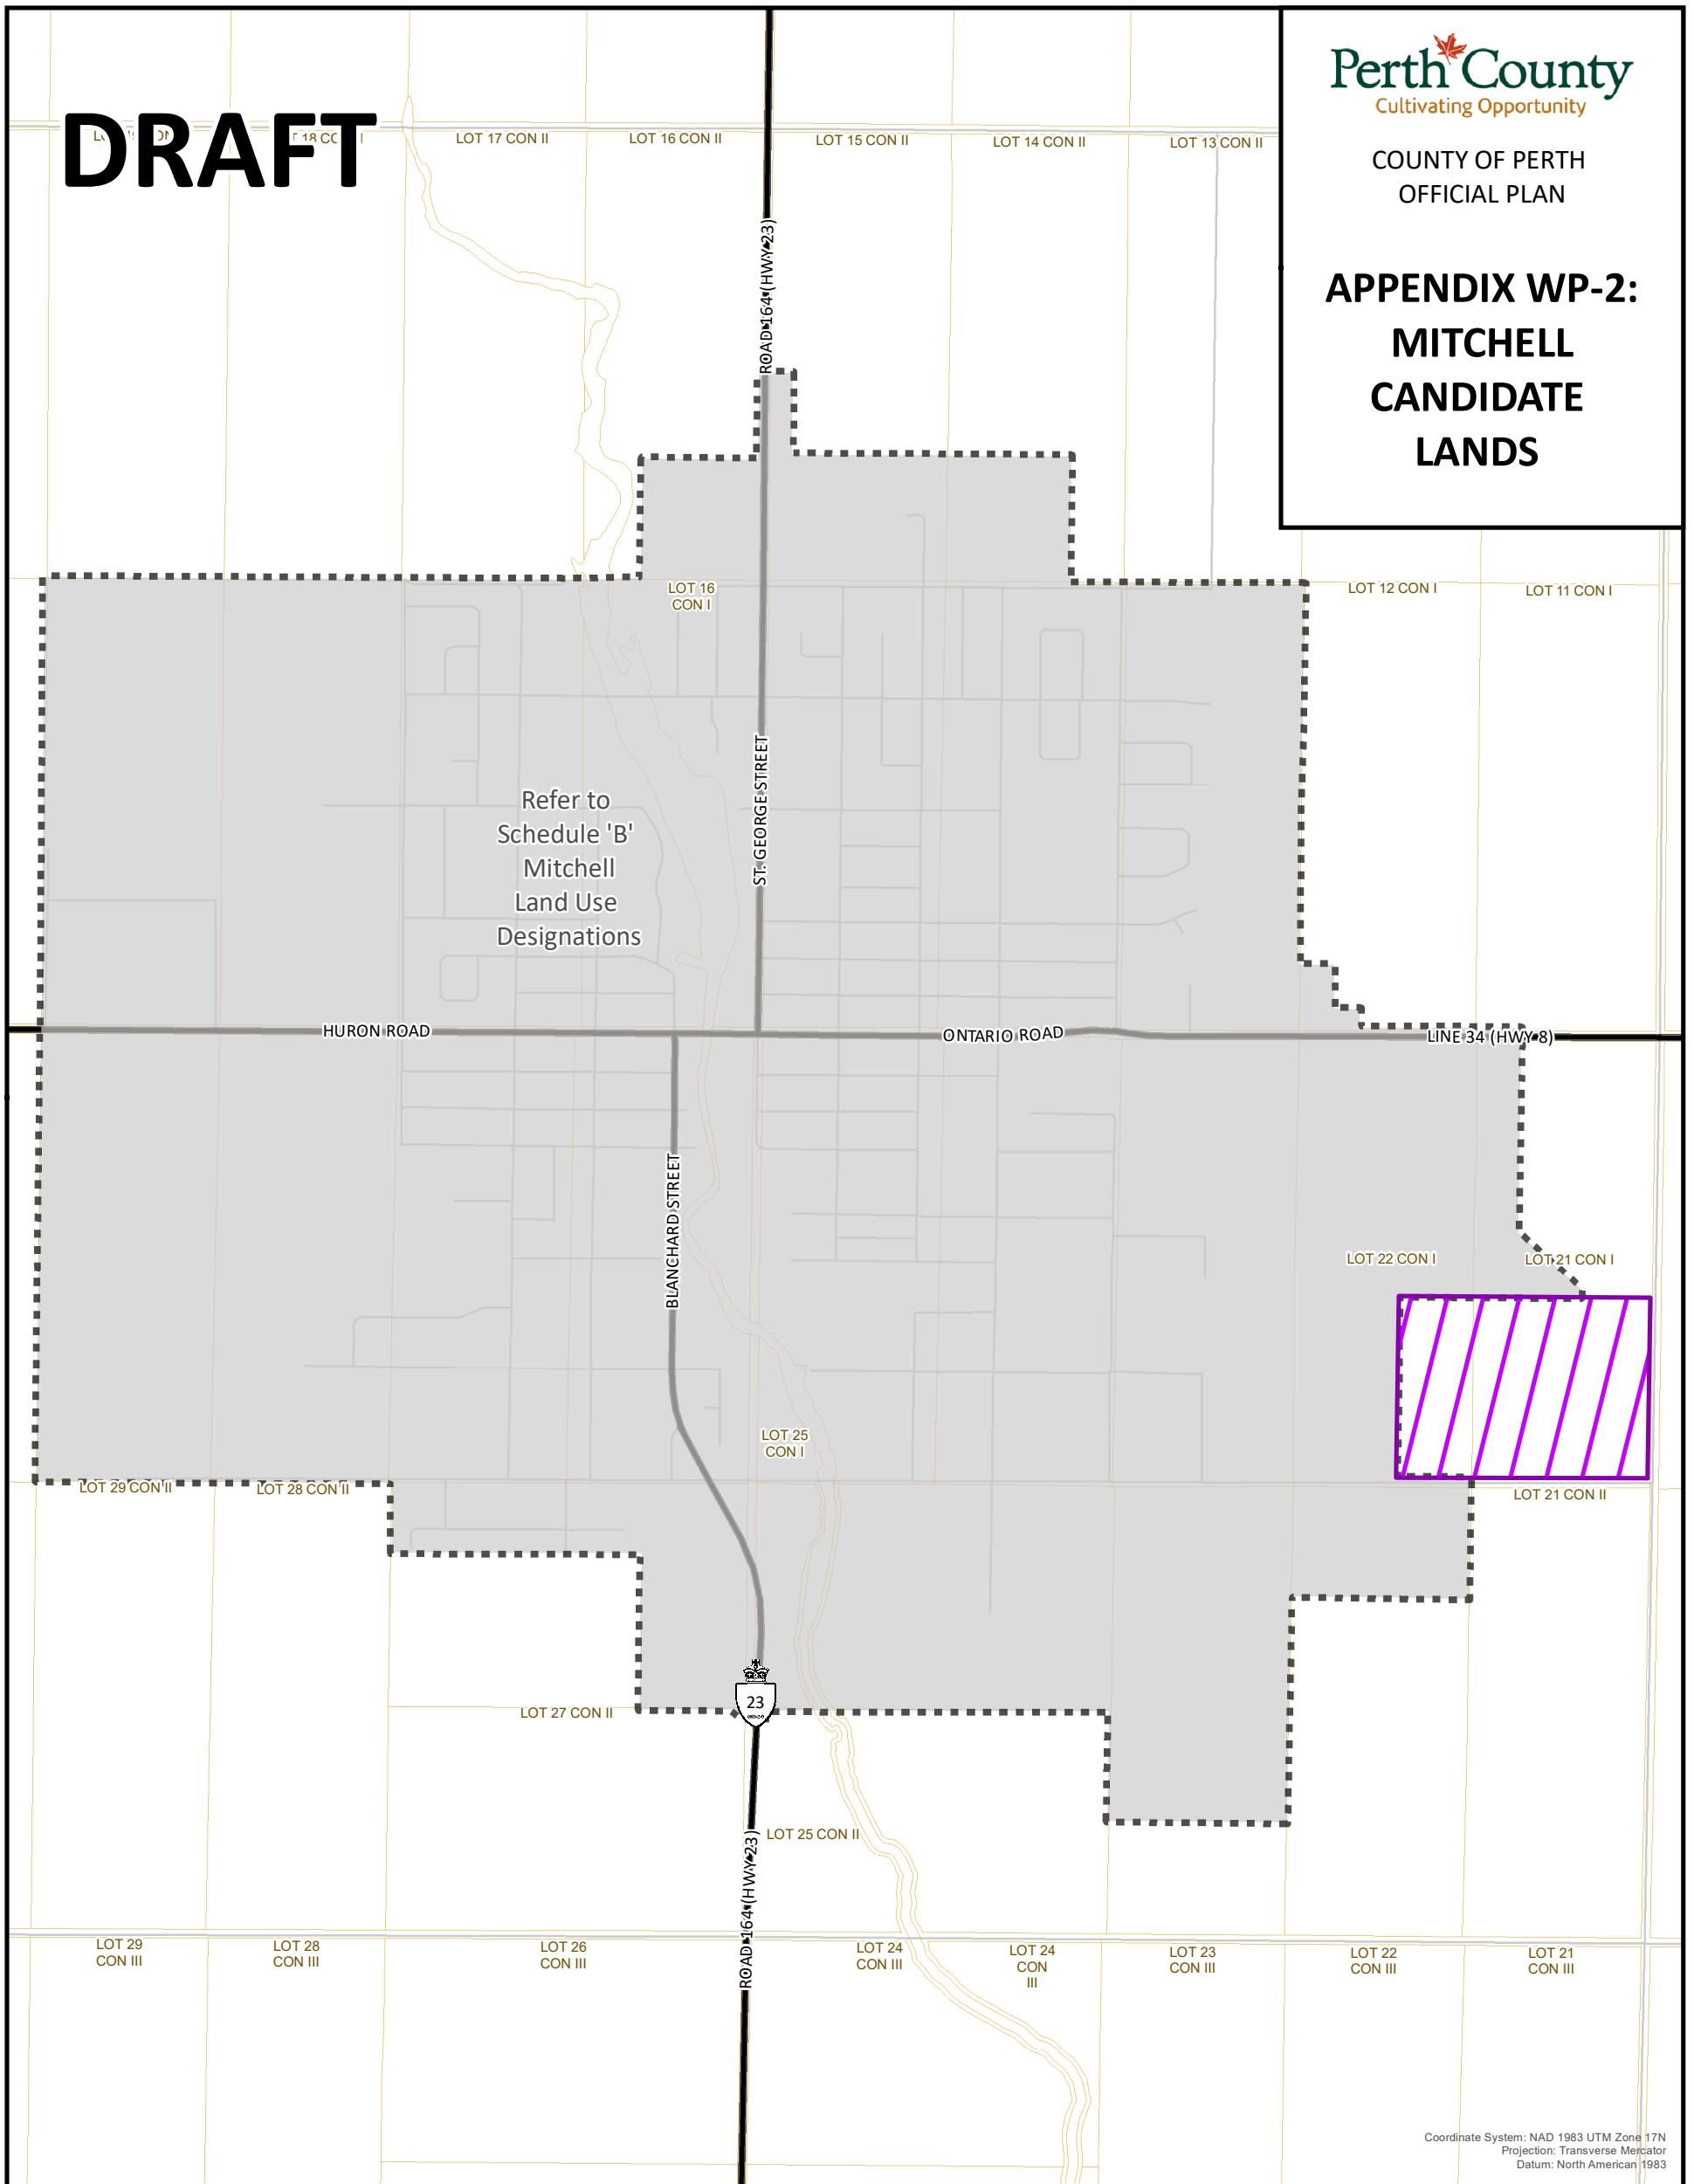 DRAFT
Perth County
Cultivating Opportunity
COUNTY OF PERTH
OFFICIAL PLAN
APPENDIX WP-2:
MITCHELL
CANDIDATE
LANDS
LOT 17 CON II
LOT 16 CON II
LOT 15 CON II
LOT 14 CON II
LOT 13 CON II
ROAD 164 (HWY 23)
LOT 16
CON I
LOT 12 CON I
LOT 11 CON I
ST. GEORGE STREET
Refer to
Schedule 'B'
Mitchell
Land Use
Designations
HURON ROAD
ONTARIO ROAD
LINE 34 (HWY 8)
BLANCHARD STREET
LOT 22 CON I
LOT 21 CON I
LOT 25
CON I
LOT 29 CON II
LOT 28 CON II
LOT 21 CON II
23
LOT 27 CON II
LOT 25 CON II
ROAD 164 (HWY 23)
LOT 29
CON III
LOT 28
CON III
LOT 26
CON III
LOT 24
CON III
LOT 24
CON
III
LOT 23
CON III
LOT 22
CON III
LOT 21
CON III
Coordinate System: NAD 1983 UTM Zone 17N
Projection: Transverse Mercator
Datum: North American 1983